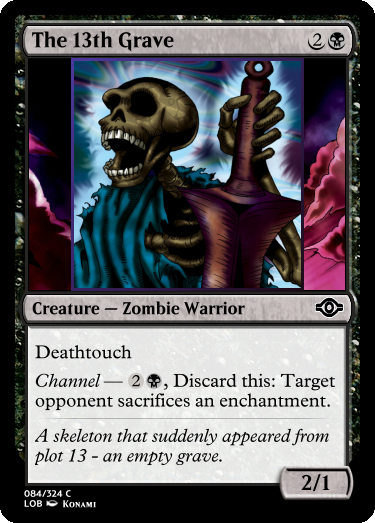 The 13th Grave 2
Creature — Zombie Warrior
Deathtouch
Channel — 2, Discard this: Target
opponent sacrifices an enchantment.
A skeleton that suddenly appeared from
plot 13 - an empty grave.
2/1
084/324 C
LOB Konami